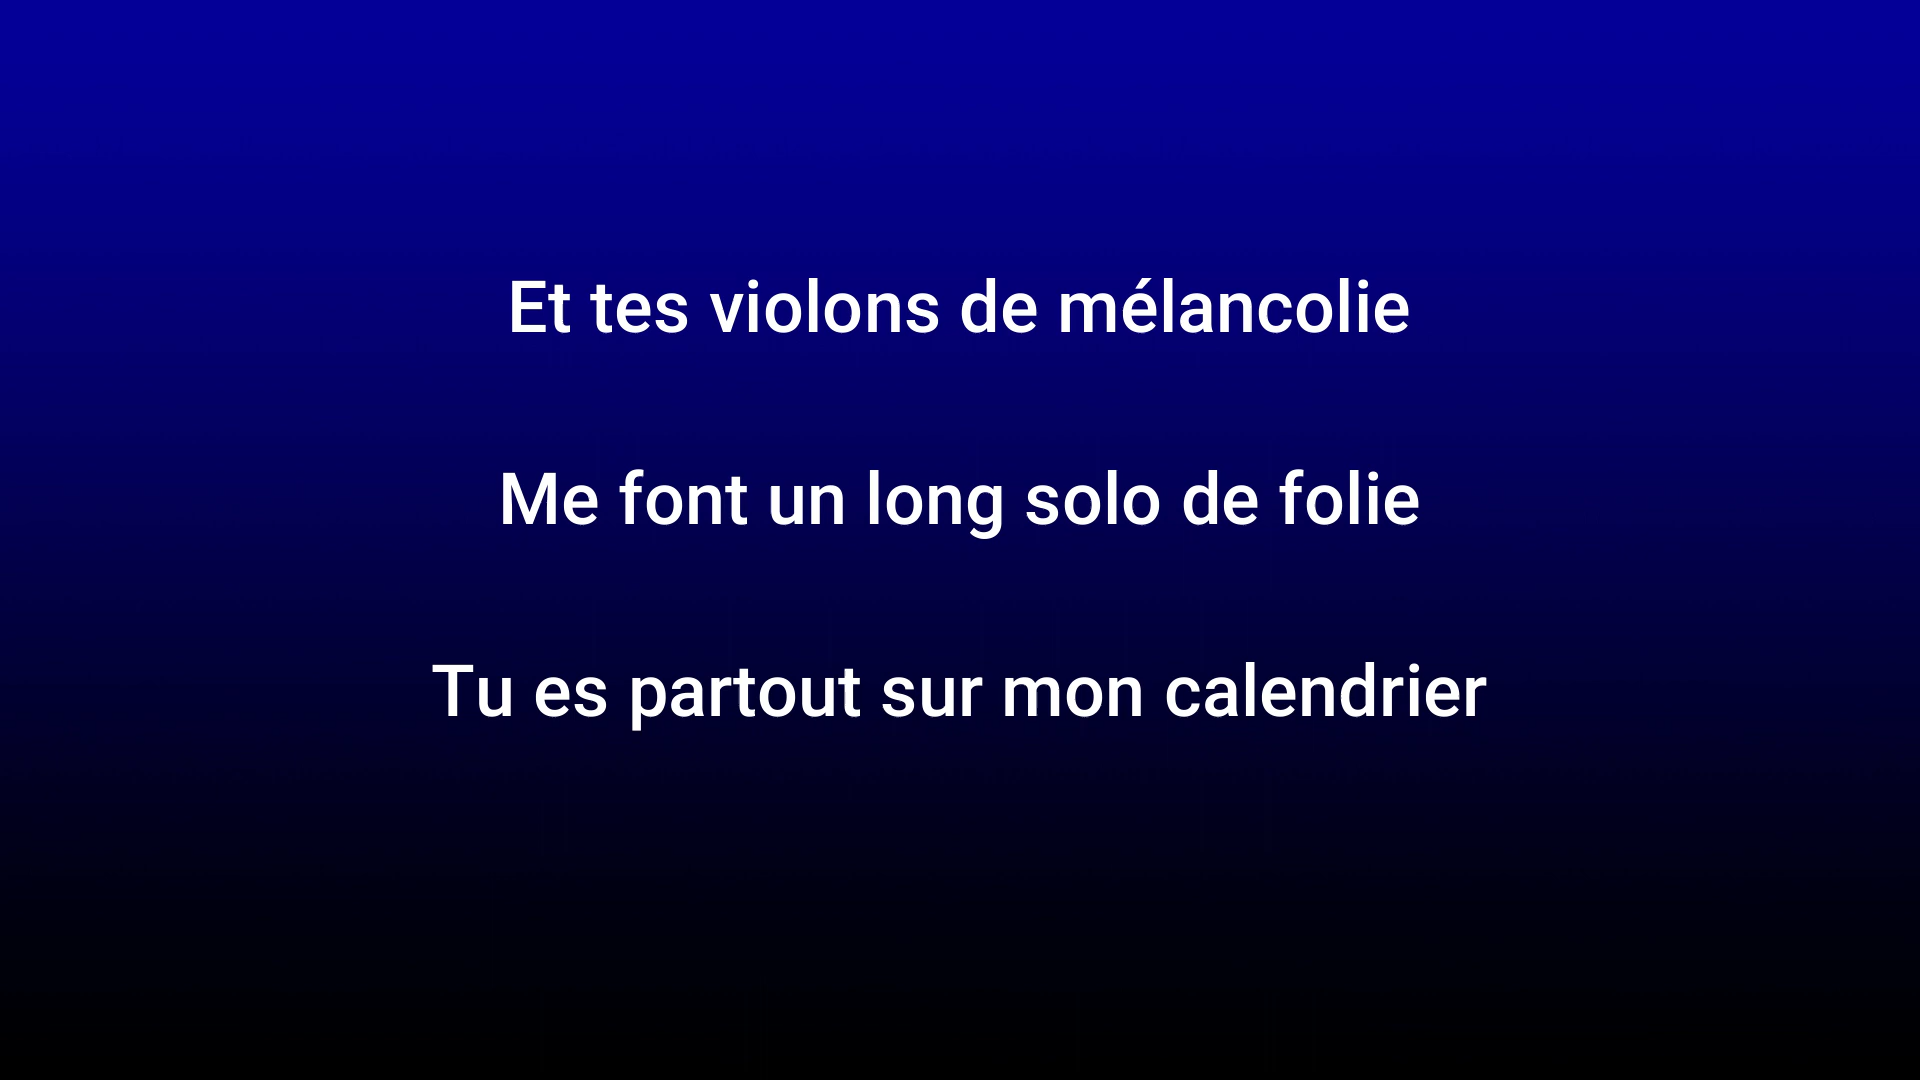 Et tes violons de mélancolie
Me font un long solo de folie
Tu es partout sur mon calendrier